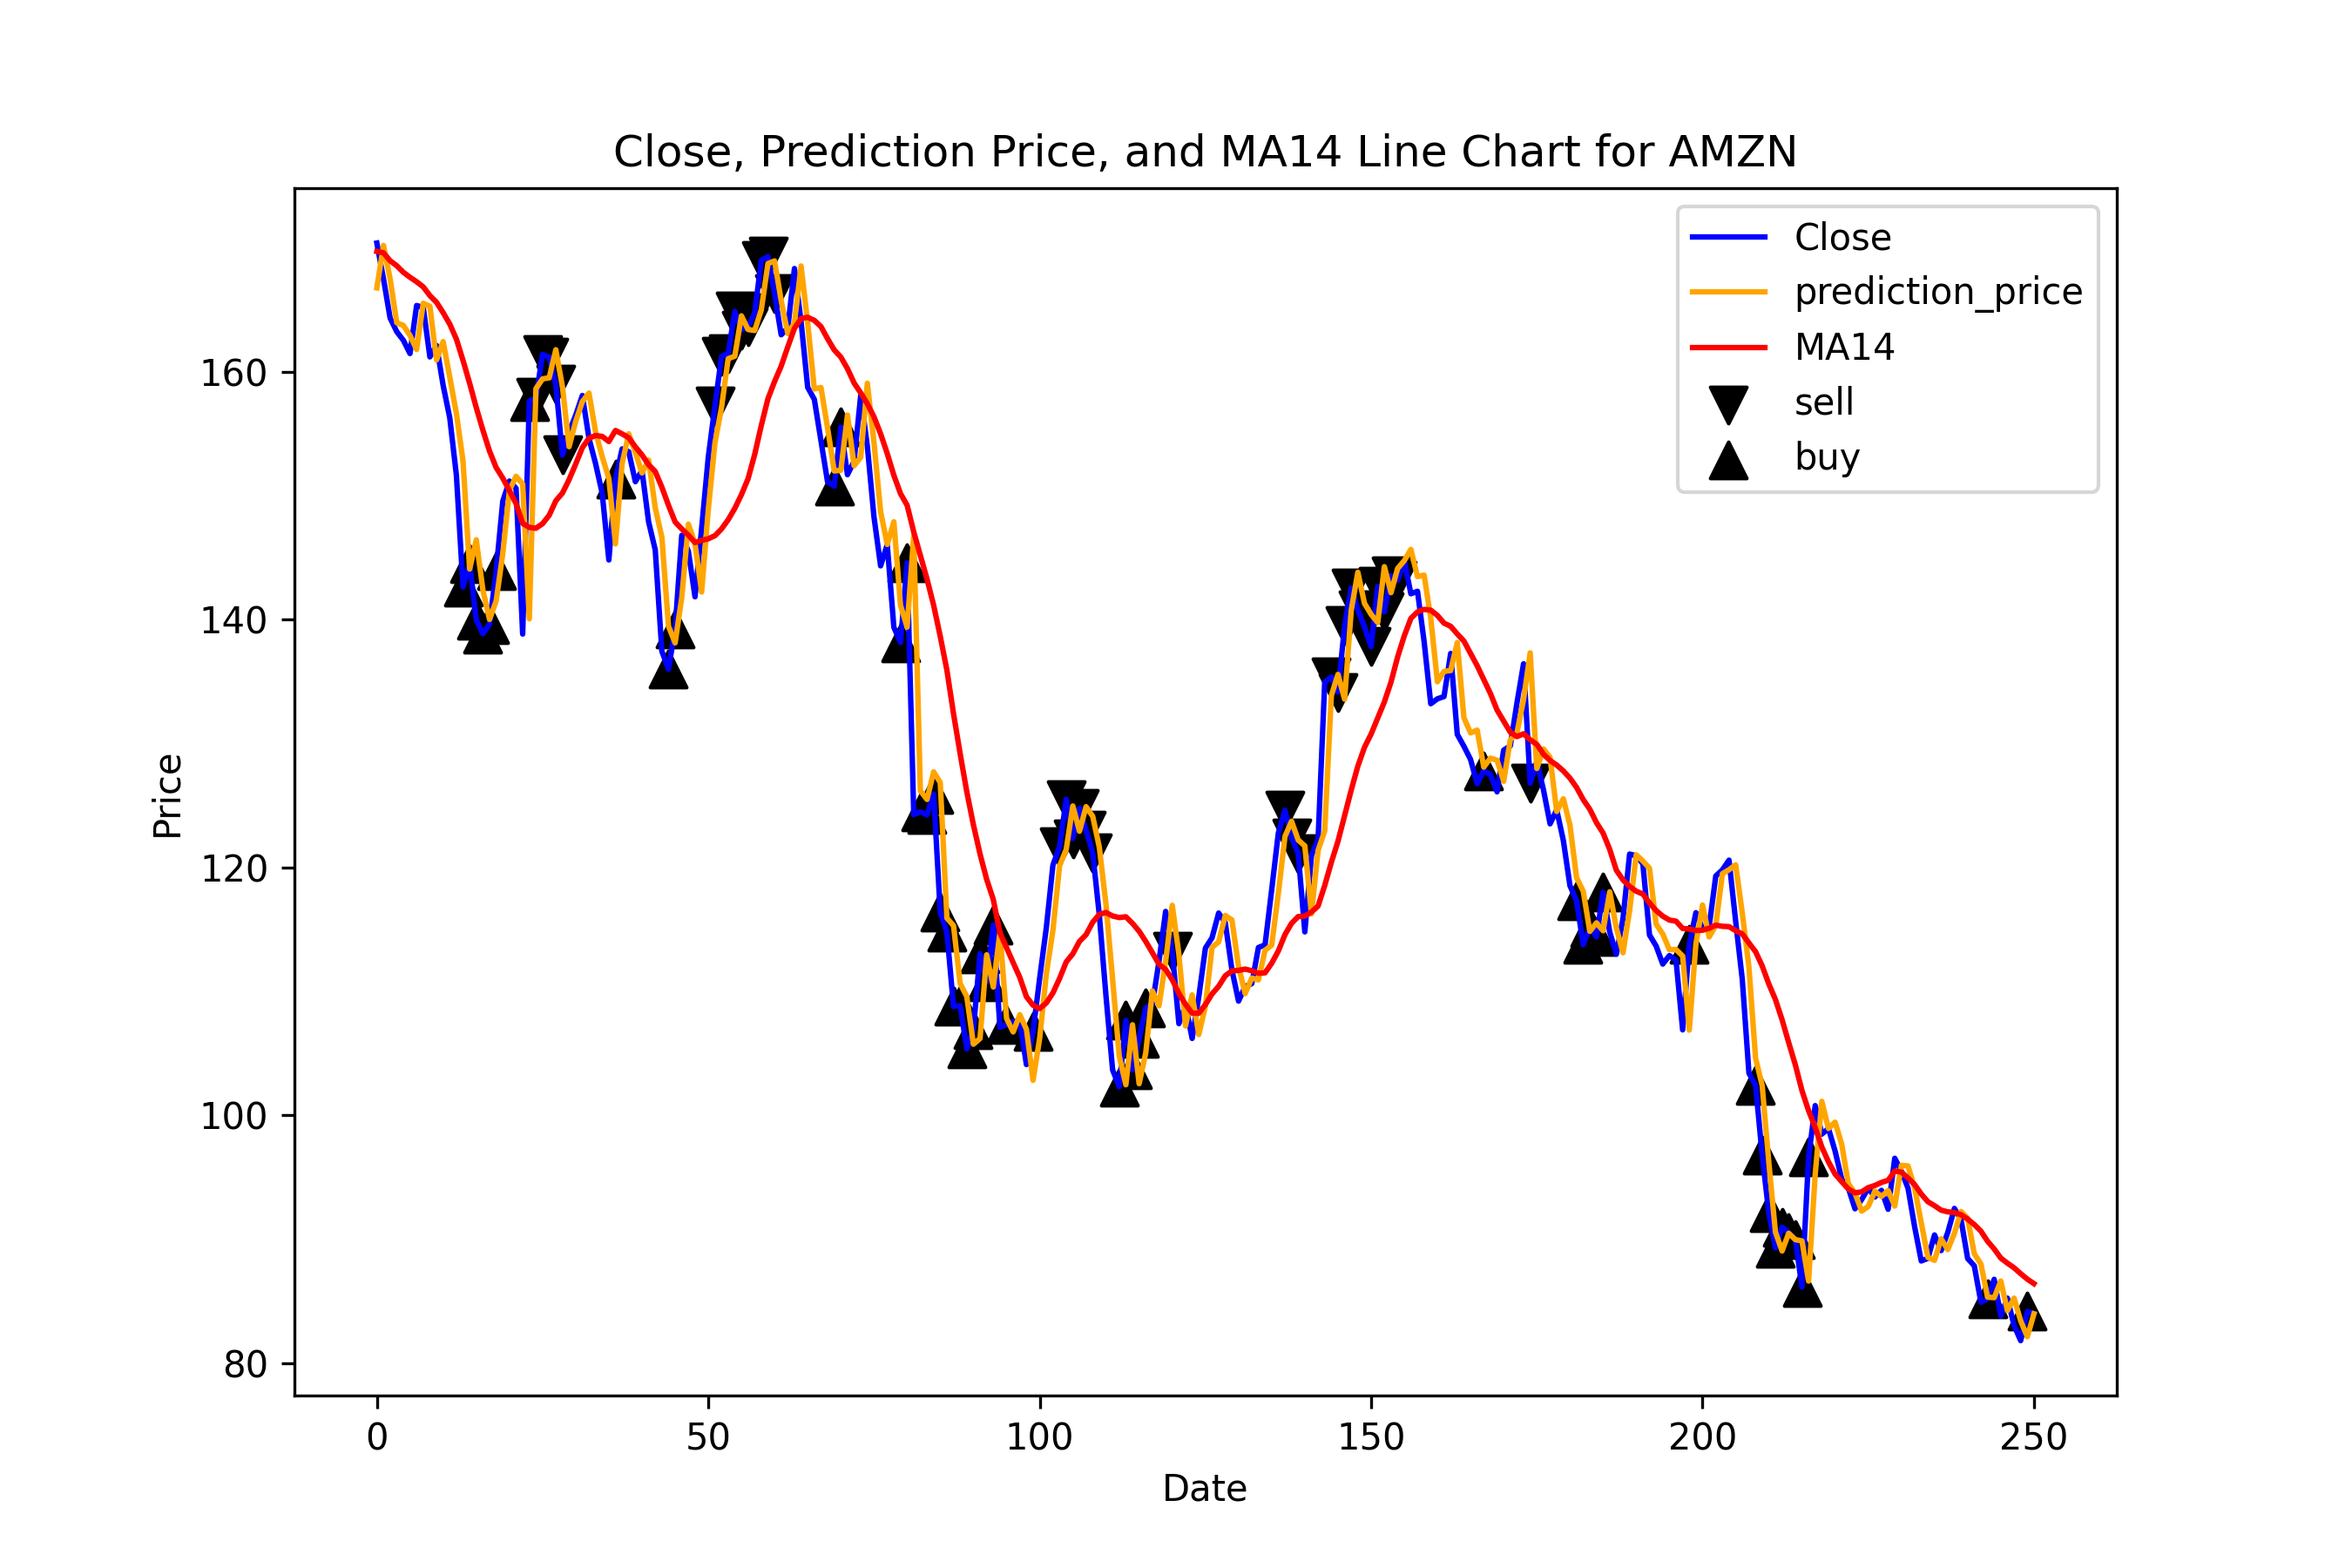 Close, Prediction Price, and MA14 Line Chart for AMZN
Close
prediction_price
MA14
sell
buy
160
140
120
100
80
Price
0 50 100 150 200 250
Date